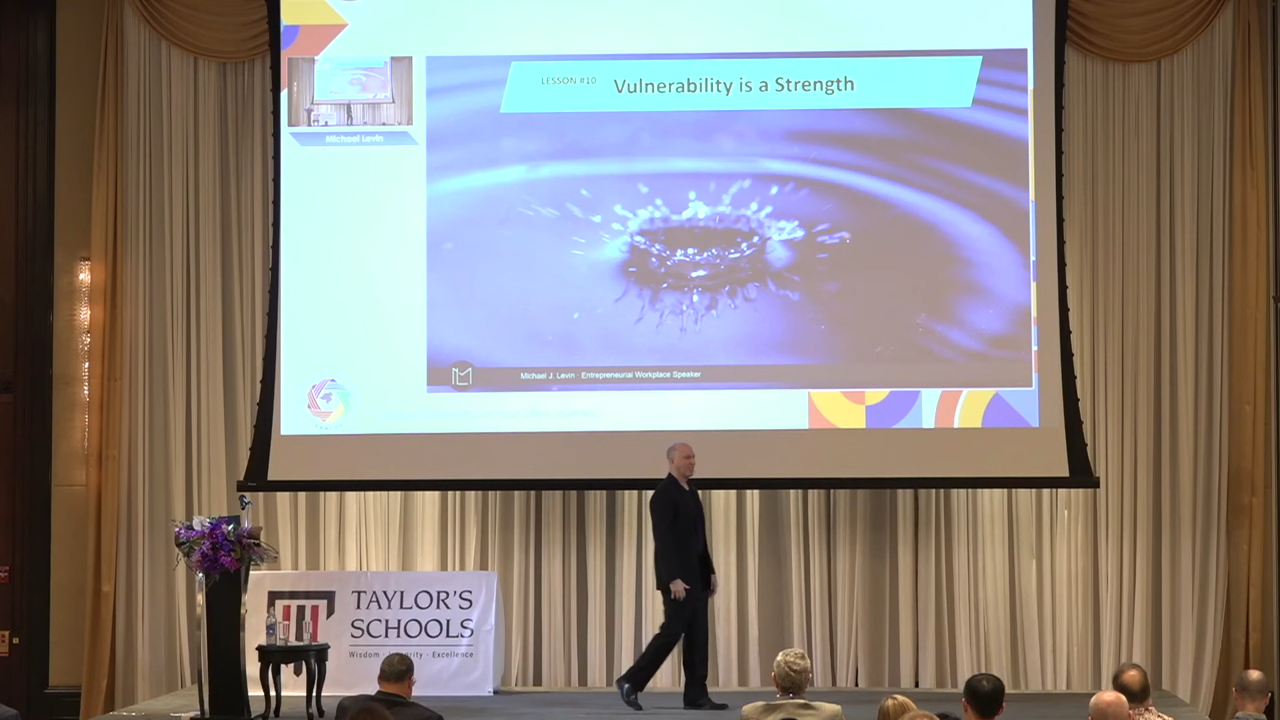 LESSON #10 Vulnerability is a Strength
Michael Levin
Michael J. Levin · Entrepreneurial Workplace Speaker
TAYLOR'S
SCHOOLS
Wisdom · Integrity · Excellence